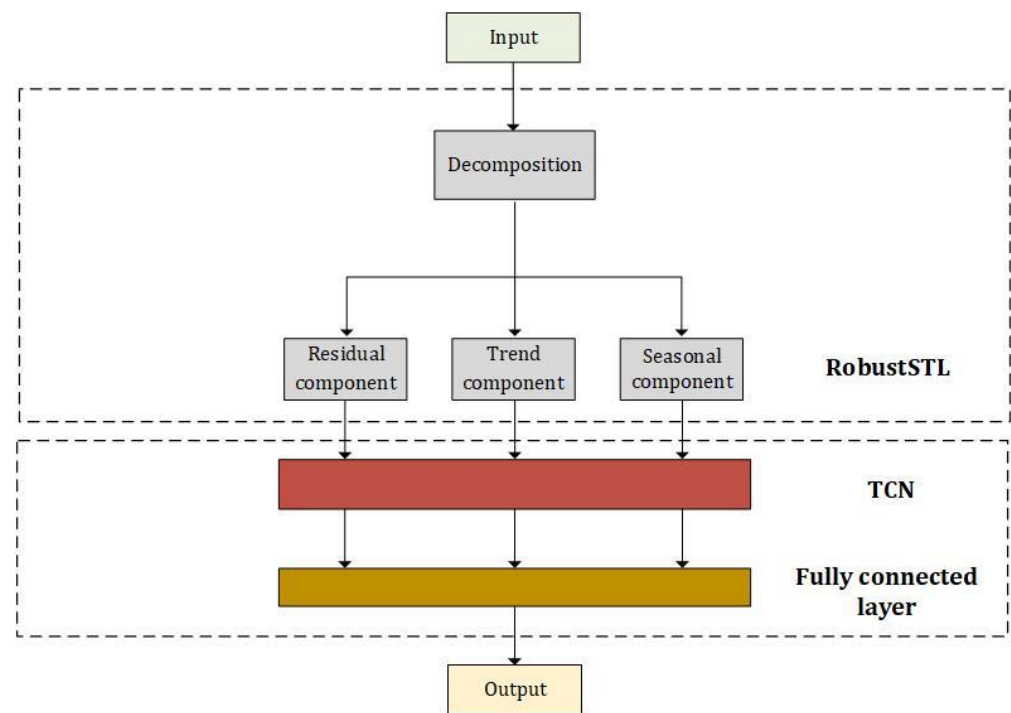 Input
Decomposition
Residual
component
Trend
component
Seasonal
component
RobustSTL
TCN
Fully connected
layer
Output